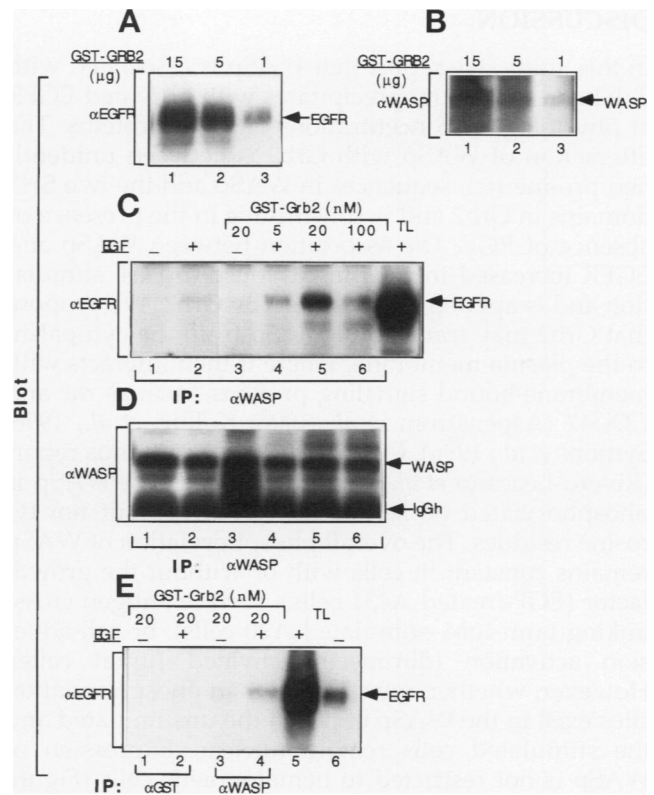 DISCUSSION
A
GST-GRB2 15 5 1
(µg)
αEGFR
EGFR
1 2 3
B
GST-GRB2 15 5 1
(µg)
αWASP
WASP
1 2 3
C
GST-Grb2 (nM)
20 5 20 100 TL
EGF – + – + + + +
αEGFR
EGFR
1 2 3 4 5 6
IP: αWASP
Blot
D
αWASP
WASP
IgGh
1 2 3 4 5 6
IP: αWASP
E
GST-Grb2 (nM)
20 20 20 20 TL
EGF – + – + + –
αEGFR
EGFR
1 2 3 4 5 6
IP: αGST αWASP